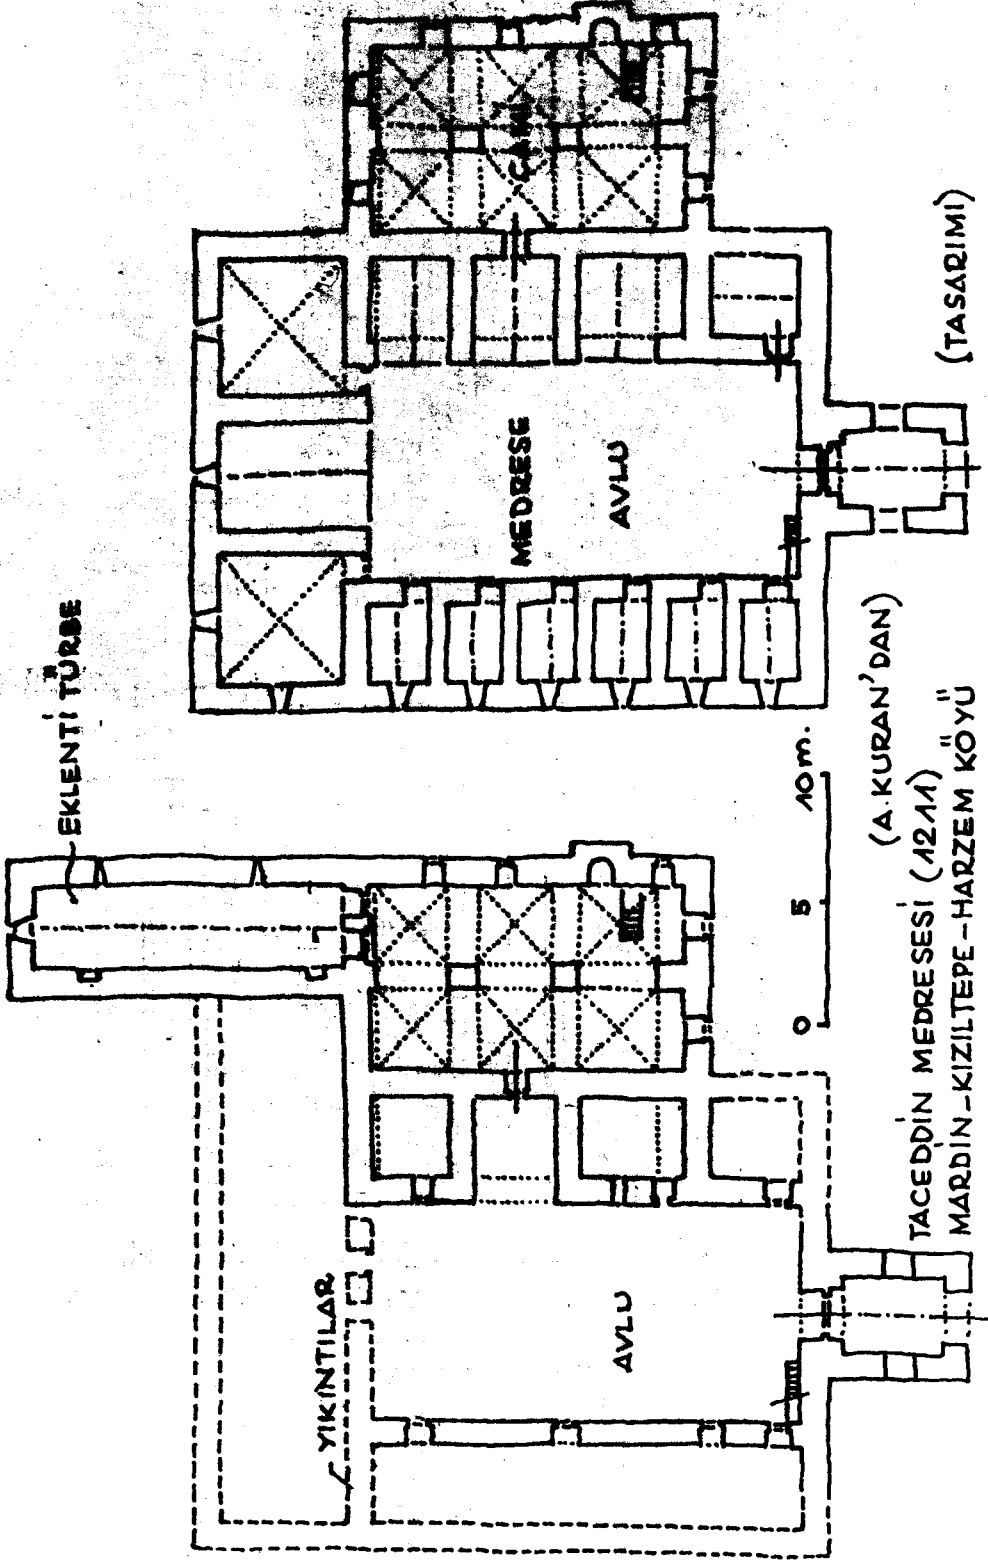 EKLENTİ TÜRBE
YIKINTILAR
AVLU
CAMİ
MEDRESE
AVLU
(TASARIMI)
0 5 10 m.
(A. KURAN'DAN)
TACEDDİN MEDRESESİ (1211)
MARDİN-KIZILTEPE-HARZEM KÖYÜ